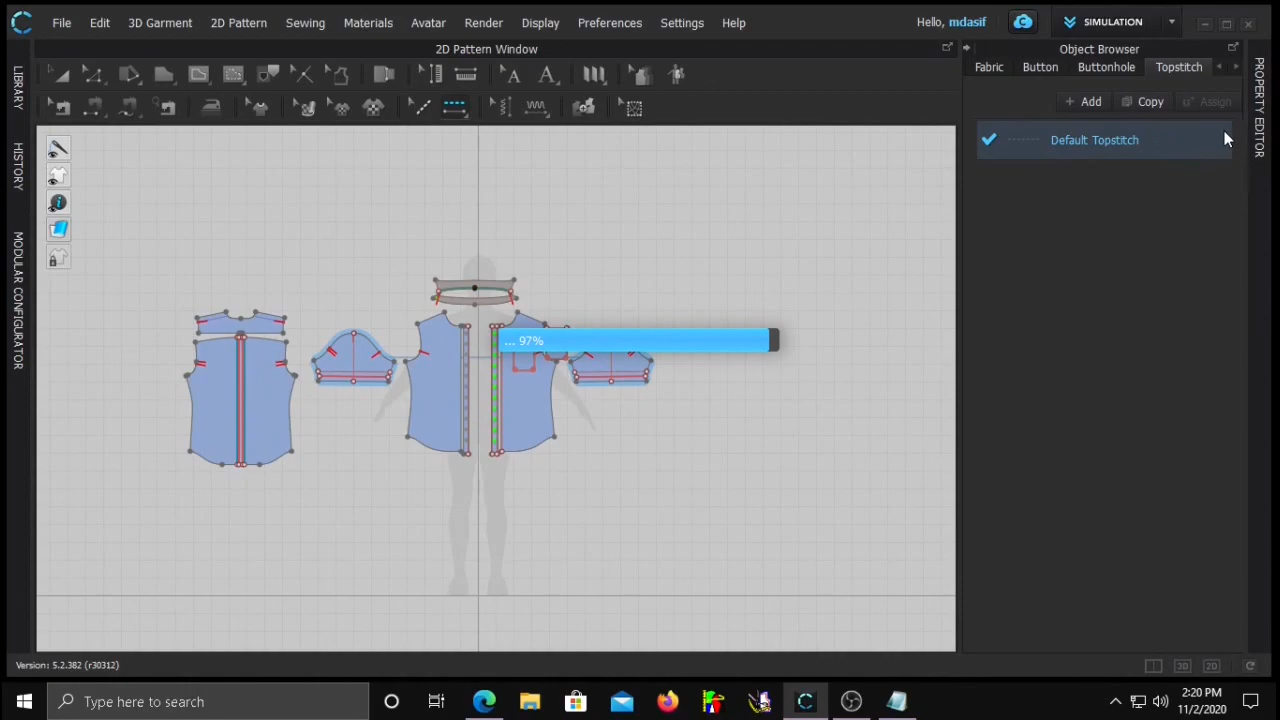 File Edit 3D Garment 2D Pattern Sewing Materials Avatar Render Display Preferences Settings Help Hello, mdasif SIMULATION
2D Pattern Window
Object Browser
Fabric Button Buttonhole Topstitch
+ Add Copy Assign
Default Topstitch
LIBRARY
HISTORY
MODULAR CONFIGURATOR
PROPERTY EDITOR
... 97%
Version: 5.2.382 (r30312)
3D 2D
Type here to search
2:20 PM
11/2/2020